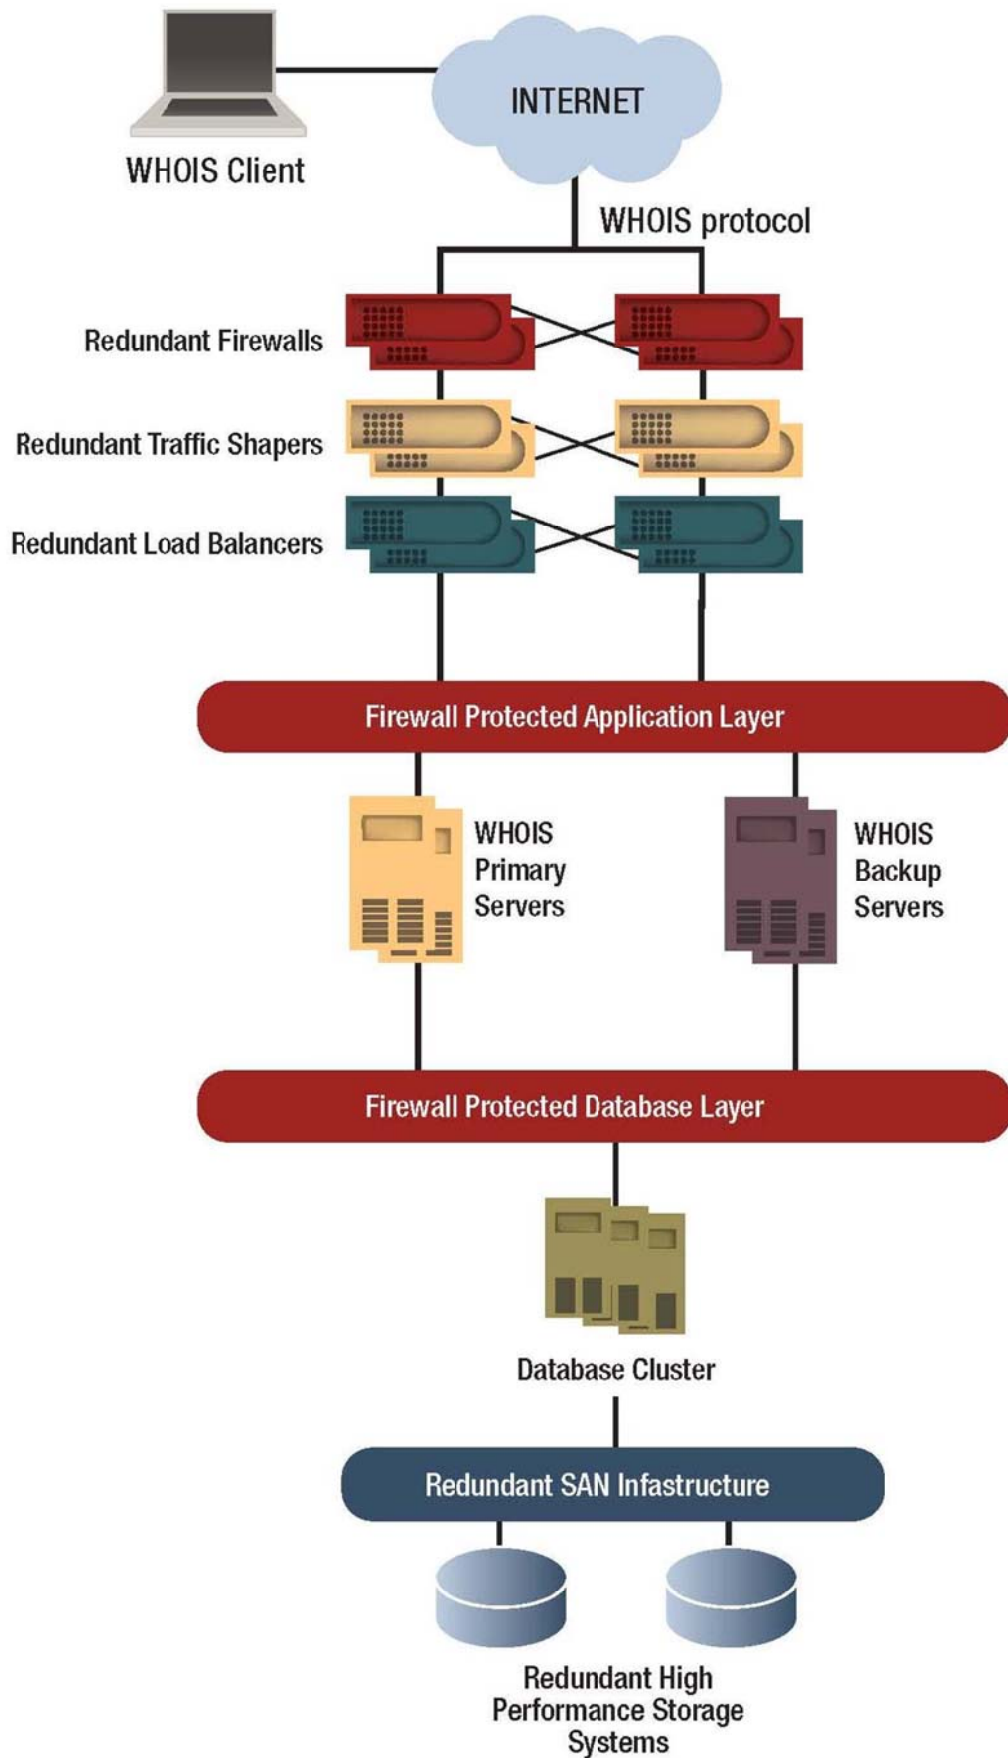 INTERNET
WHOIS Client
WHOIS protocol
Redundant Firewalls
Redundant Traffic Shapers
Redundant Load Balancers
Firewall Protected Application Layer
WHOIS
Primary
Servers
WHOIS
Backup
Servers
Firewall Protected Database Layer
Database Cluster
Redundant SAN Infastructure
Redundant High
Performance Storage
Systems